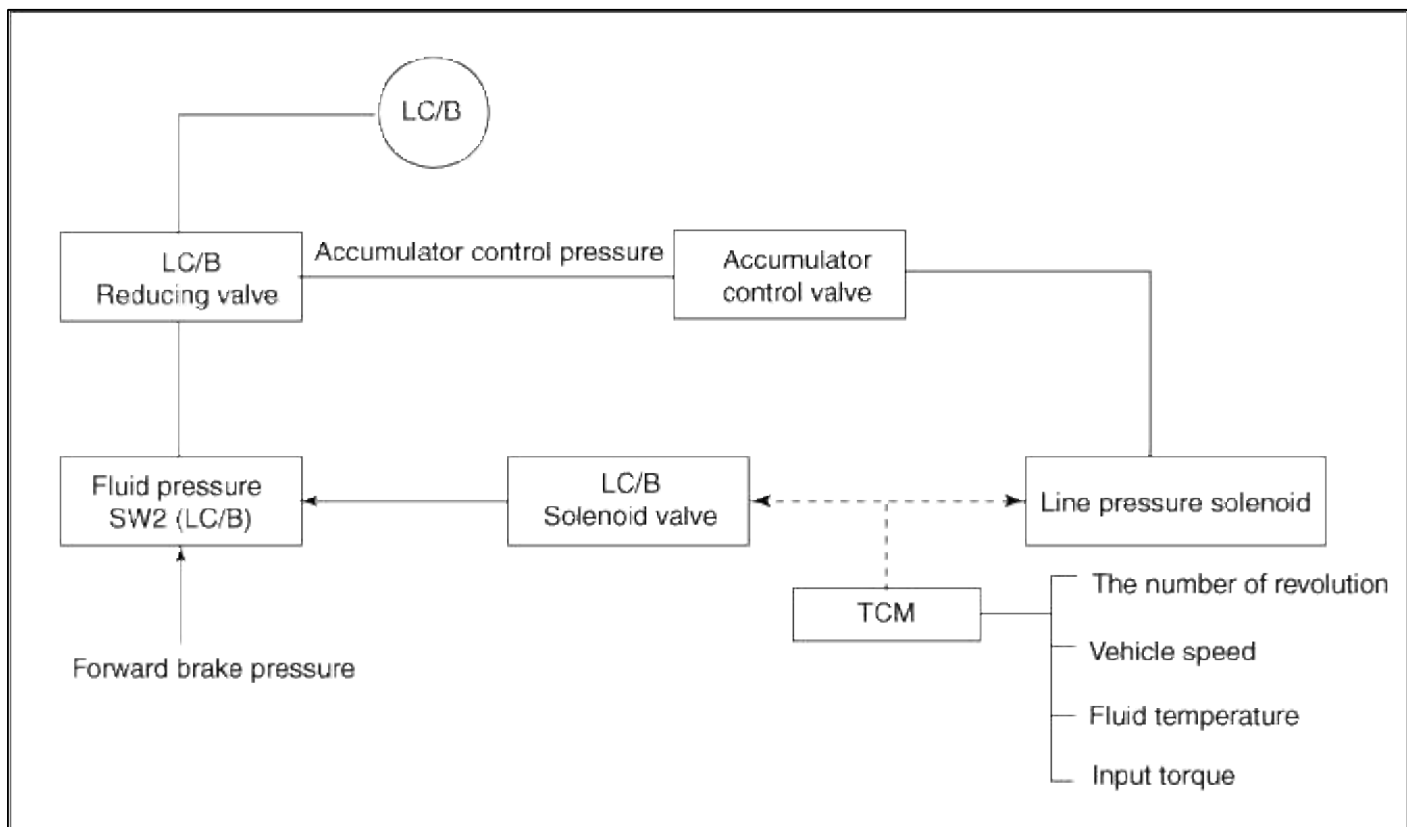 LC/B
LC/B
Reducing valve
Accumulator control pressure
Accumulator
control valve
Fluid pressure
SW2 (LC/B)
LC/B
Solenoid valve
Line pressure solenoid
TCM
The number of revolution
Vehicle speed
Fluid temperature
Input torque
Forward brake pressure